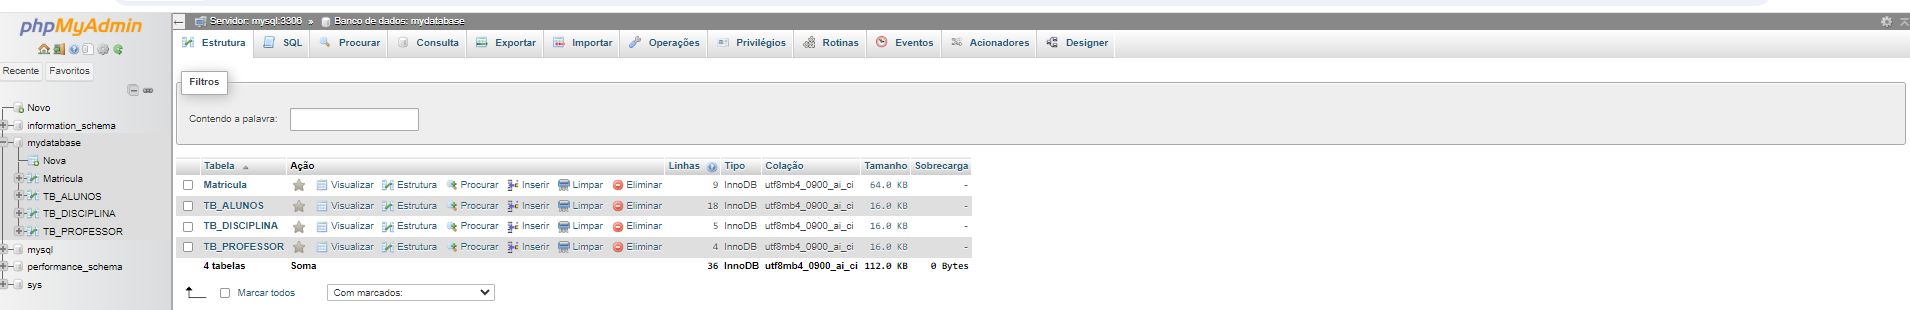 phpMyAdmin
Recente Favoritos
Novo
information_schema
mydatabase
Nova
Matricula
TB_ALUNOS
TB_DISCIPLINA
TB_PROFESSOR
mysql
performance_schema
sys
Servidor: mysql:3306 » Banco de dados: mydatabase
Estrutura SQL Procurar Consulta Exportar Importar Operações Privilégios Rotinas Eventos Acionadores Designer
Filtros
Contendo a palavra:
Tabela Ação Linhas Tipo Colação Tamanho Sobrecarga
Matricula Visualizar Estrutura Procurar Inserir Limpar Eliminar 9 InnoDB utf8mb4_0900_ai_ci 64.0 KB -
TB_ALUNOS Visualizar Estrutura Procurar Inserir Limpar Eliminar 18 InnoDB utf8mb4_0900_ai_ci 16.0 KB -
TB_DISCIPLINA Visualizar Estrutura Procurar Inserir Limpar Eliminar 5 InnoDB utf8mb4_0900_ai_ci 16.0 KB -
TB_PROFESSOR Visualizar Estrutura Procurar Inserir Limpar Eliminar 4 InnoDB utf8mb4_0900_ai_ci 16.0 KB -
4 tabelas Soma 36 InnoDB utf8mb4_0900_ai_ci 112.0 KB 0 Bytes
Marcar todos Com marcados: